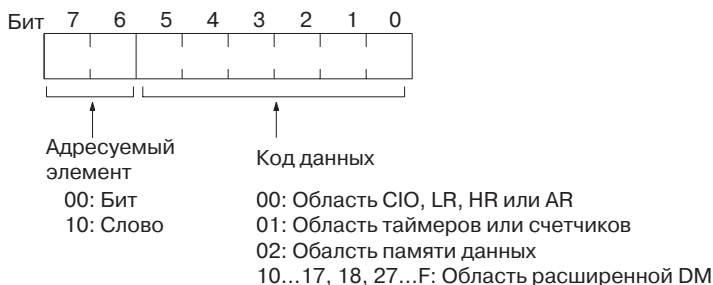 Бит 7 6 5 4 3 2 1 0
Адресуемый элемент
Код данных
00: Бит
10: Слово
00: Область CIO, LR, HR или AR
01: Область таймеров или счетчиков
02: Обалсть памяти данных
10...17, 18, 27...F: Область расширенной DM